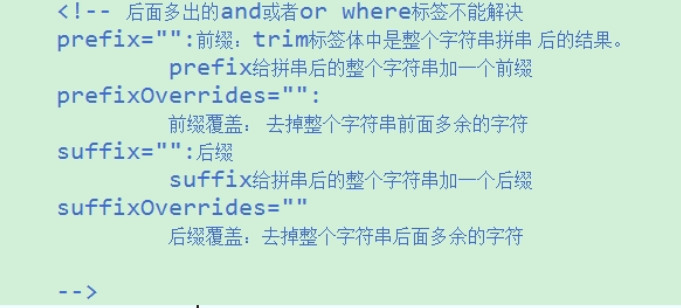 <!-- 后面多出的and或者or where标签不能解决
prefix="":前缀：trim标签体中是整个字符串拼串 后的结果。
prefix给拼串后的整个字符串加一个前缀
prefixOverrides="":
前缀覆盖： 去掉整个字符串前面多余的字符
suffix="":后缀
suffix给拼串后的整个字符串加一个后缀
suffixOverrides=""
后缀覆盖：去掉整个字符串后面多余的字符
-->